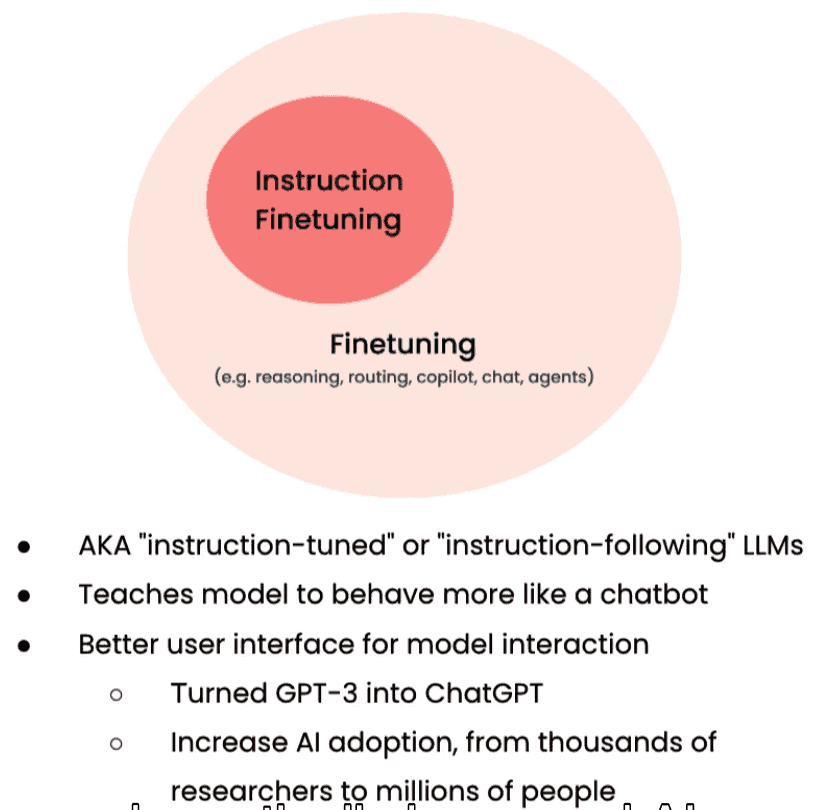 Instruction
Finetuning
Finetuning
(e.g. reasoning, routing, copilot, chat, agents)
● AKA "instruction-tuned" or "instruction-following" LLMs
● Teaches model to behave more like a chatbot
● Better user interface for model interaction
○ Turned GPT-3 into ChatGPT
○ Increase AI adoption, from thousands of
researchers to millions of people